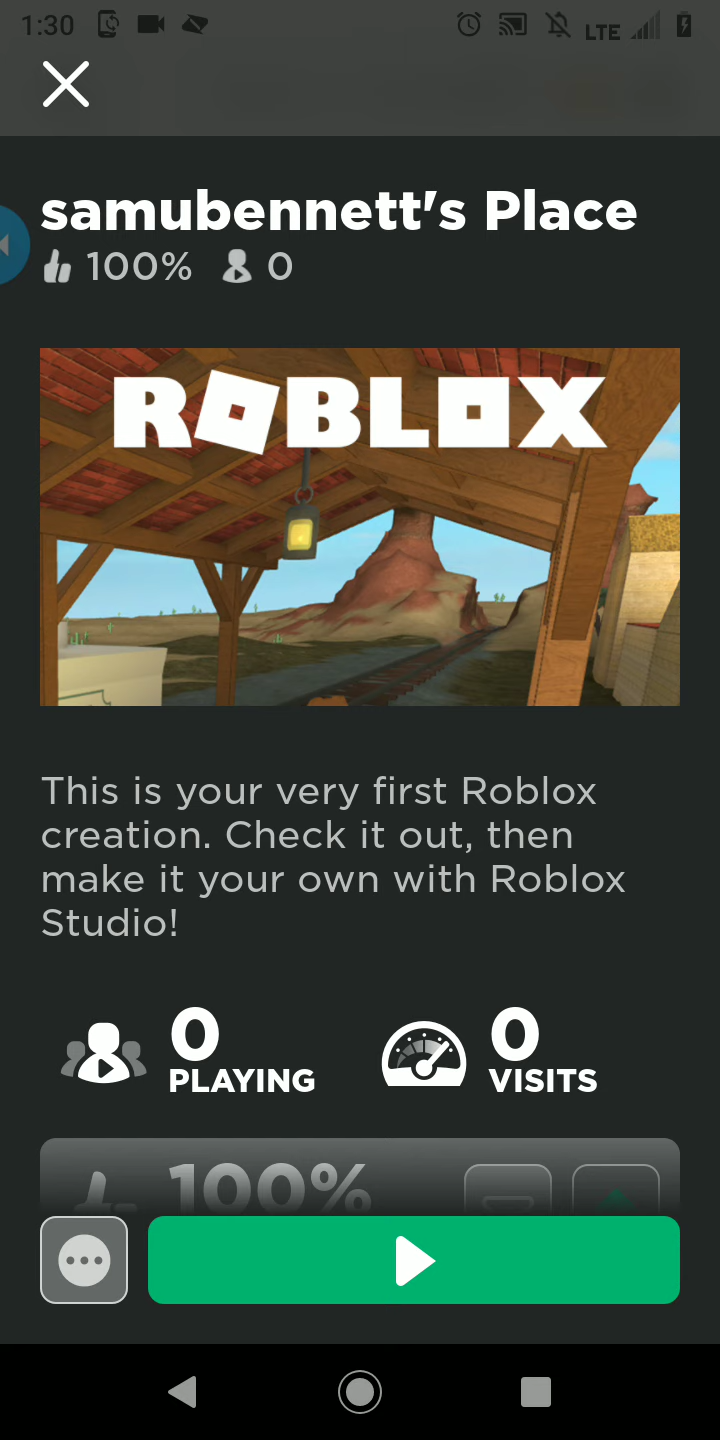 1:30
LTE
samubennett's Place
100% 0
ROBLOX
This is your very first Roblox
creation. Check it out, then
make it your own with Roblox
Studio!
0 0
PLAYING VISITS
100%